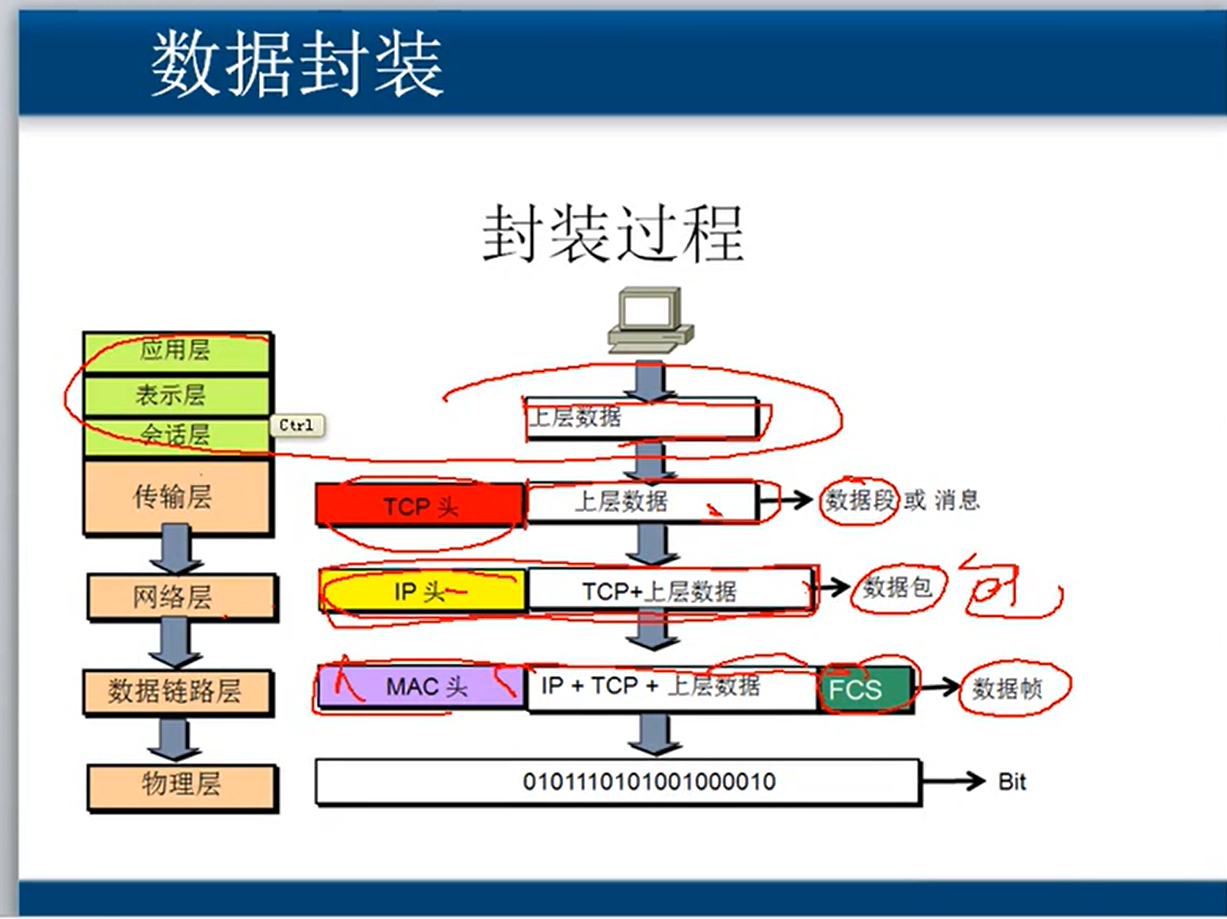 数据封装
封装过程
应用层
表示层
会话层
Ctrl
上层数据
传输层
TCP 头
上层数据
数据段 或 消息
网络层
IP 头
TCP+上层数据
数据包
包
数据链路层
MAC 头
IP + TCP + 上层数据
FCS
数据帧
物理层
0101110101001000010
Bit